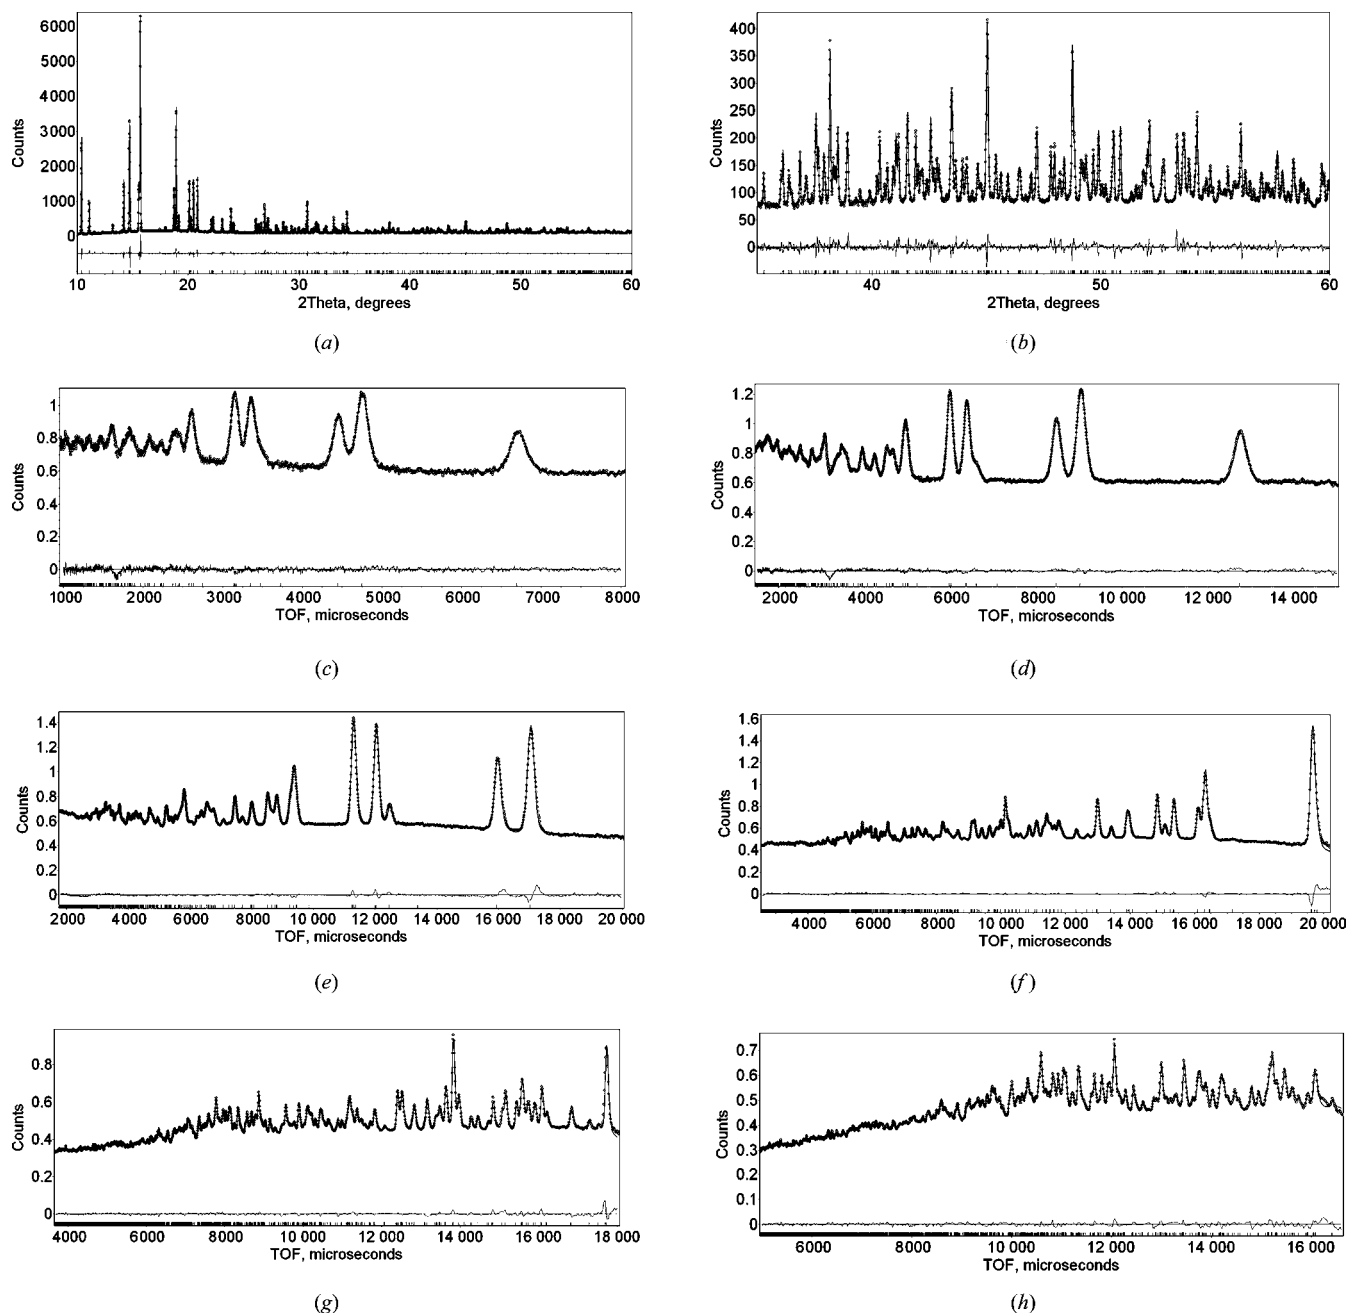 6000
5000
4000
3000
2000
1000
0
Counts
10 20 30 40 50 60
2Theta, degrees
(a)
400
350
300
250
200
150
100
50
0
Counts
40 50 60
2Theta, degrees
(b)
1
0.8
0.6
0.4
0.2
0
Counts
1000 2000 3000 4000 5000 6000 7000 8000
TOF, microseconds
(c)
1.2
1
0.8
0.6
0.4
0.2
0
Counts
2000 4000 6000 8000 10 000 12 000 14 000
TOF, microseconds
(d)
1.4
1.2
1
0.8
0.6
0.4
0.2
0
Counts
2000 4000 6000 8000 10 000 12 000 14 000 16 000 18 000 20 000
TOF, microseconds
(e)
1.6
1.4
1.2
1
0.8
0.6
0.4
0.2
0
Counts
4000 6000 8000 10 000 12 000 14 000 16 000 18 000 20 000
TOF, microseconds
(f)
0.8
0.6
0.4
0.2
0
Counts
4000 6000 8000 10 000 12 000 14 000 16 000 18 000
TOF, microseconds
(g)
0.7
0.6
0.5
0.4
0.3
0.2
0.1
0
Counts
6000 8000 10 000 12 000 14 000 16 000
TOF, microseconds
(h)